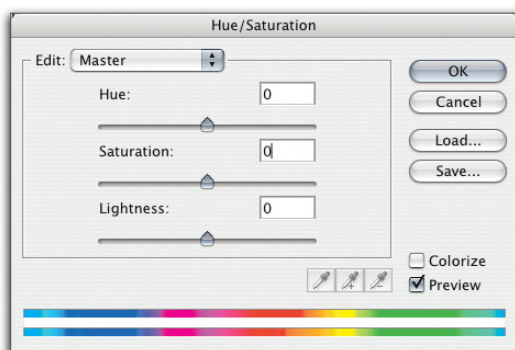 Hue/Saturation
Edit: Master
OK
Hue: 0
Cancel
Saturation: 0
Load...
Save...
Lightness: 0
Colorize
Preview